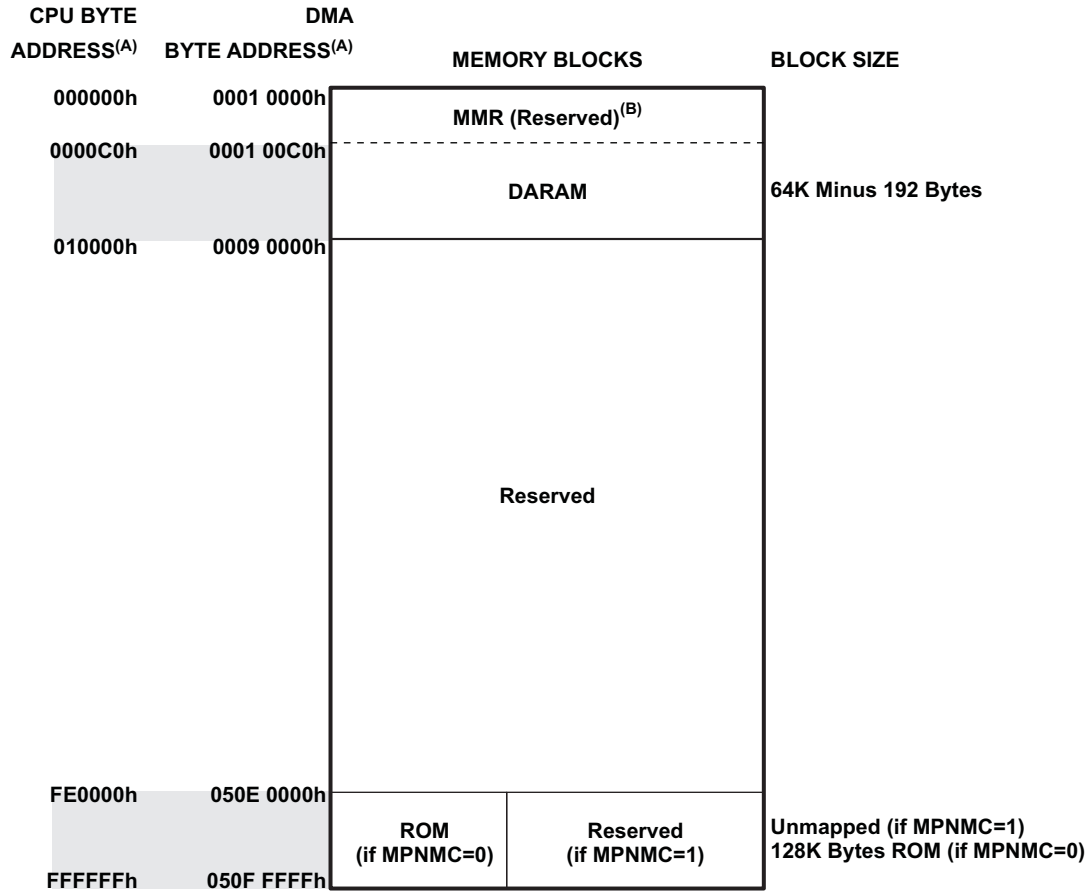 CPU BYTE ADDRESS(A)
DMA BYTE ADDRESS(A)
MEMORY BLOCKS
BLOCK SIZE
000000h 0001 0000h
MMR (Reserved)(B)
0000C0h 0001 00C0h
DARAM
64K Minus 192 Bytes
010000h 0009 0000h
Reserved
FE0000h 050E 0000h
ROM
(if MPNMC=0)
Reserved
(if MPNMC=1)
Unmapped (if MPNMC=1)
128K Bytes ROM (if MPNMC=0)
FFFFFFh 050F FFFFh